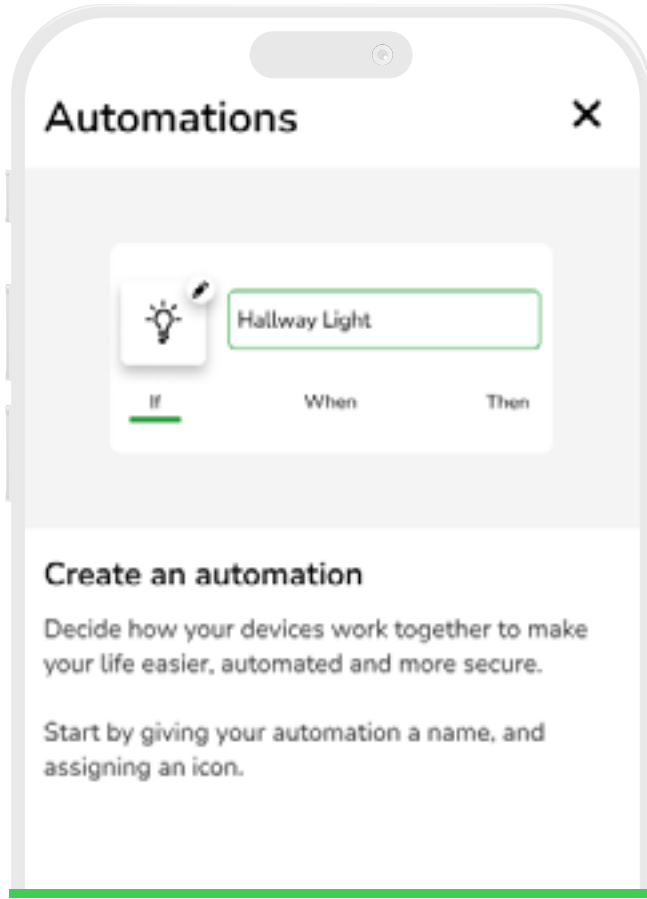 Automations
Hallway Light
If When Then
Create an automation
Decide how your devices work together to make
your life easier, automated and more secure.
Start by giving your automation a name, and
assigning an icon.